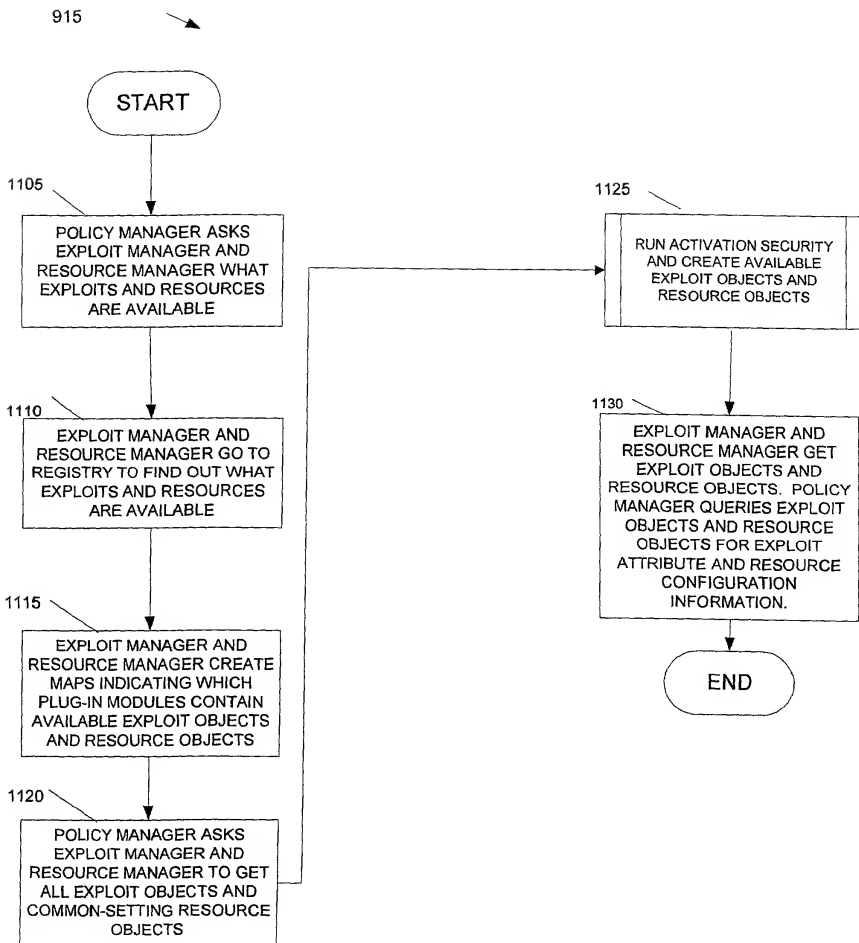 915
START
1105
POLICY MANAGER ASKS
EXPLOIT MANAGER AND
RESOURCE MANAGER WHAT
EXPLOITS AND RESOURCES
ARE AVAILABLE
1110
EXPLOIT MANAGER AND
RESOURCE MANAGER GO TO
REGISTRY TO FIND OUT WHAT
EXPLOITS AND RESOURCES
ARE AVAILABLE
1115
EXPLOIT MANAGER AND
RESOURCE MANAGER CREATE
MAPS INDICATING WHICH
PLUG-IN MODULES CONTAIN
AVAILABLE EXPLOIT OBJECTS
AND RESOURCE OBJECTS
1120
POLICY MANAGER ASKS
EXPLOIT MANAGER AND
RESOURCE MANAGER TO GET
ALL EXPLOIT OBJECTS AND
COMMON-SETTING RESOURCE
OBJECTS
1125
RUN ACTIVATION SECURITY
AND CREATE AVAILABLE
EXPLOIT OBJECTS AND
RESOURCE OBJECTS
1130
EXPLOIT MANAGER AND
RESOURCE MANAGER GET
EXPLOIT OBJECTS AND
RESOURCE OBJECTS. POLICY
MANAGER QUERIES EXPLOIT
OBJECTS AND RESOURCE
OBJECTS FOR EXPLOIT
ATTRIBUTE AND RESOURCE
CONFIGURATION
INFORMATION.
END